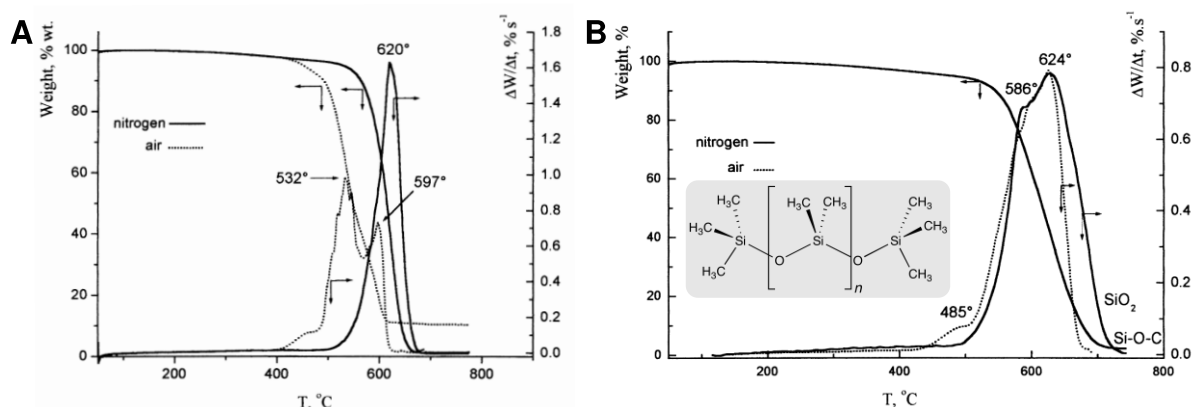 A
Weight, % wt.
100
80
60
40
20
0
200
400
600
800
T, °C
1.8
1.6
1.4
1.2
1.0
0.8
0.6
0.4
0.2
0.0
ΔW/Δt, % s⁻¹
620°
nitrogen
air
532°
597°
B
Weight, %
100
80
60
40
20
0
200
400
600
800
T, °C
0.8
0.6
0.4
0.2
0.0
ΔW/Δt, %.s⁻¹
624°
586°
nitrogen
air
485°
SiO₂
Si-O-C
H₃C
CH₃
H₃C
CH₃
H₃C
Si
Si
Si
CH₃
H₃C
O
O
CH₃
n